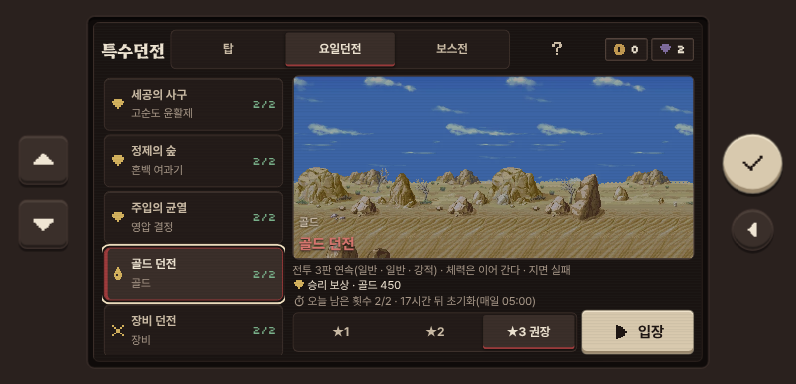 특수던전
탑
요일던전
보스전
?
0
2
세공의 사구
고순도 윤활제
2/2
정제의 숲
혼백 여과기
2/2
주입의 균열
영압 결정
2/2
골드 던전
골드
2/2
장비 던전
장비
2/2
골드
골드 던전
전투 3판 연속(일반 · 일반 · 강적) · 체력은 이어 간다 · 지면 실패
승리 보상 · 골드 450
오늘 남은 횟수 2/2 · 17시간 뒤 초기화(매일 05:00)
★1
★2
★3 권장
입장